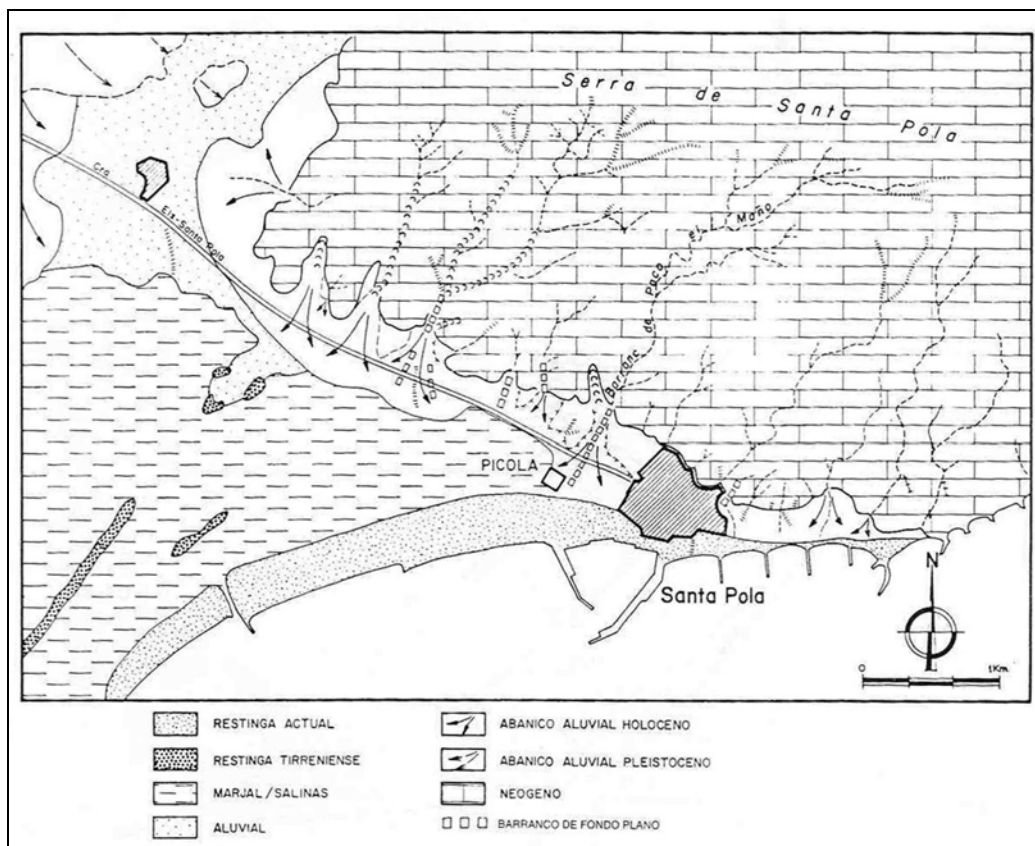 Serra de Santa Pola
Cra. Elx-Santa Pola
Barranc de Paco el Maño
PICOLA
Santa Pola
N
0 1Km
RESTINGA ACTUAL
RESTINGA TIRRENIENSE
MARJAL/SALINAS
ALUVIAL
ABANICO ALUVIAL HOLOCENO
ABANICO ALUVIAL PLEISTOCENO
NEOGENO
BARRANCO DE FONDO PLANO